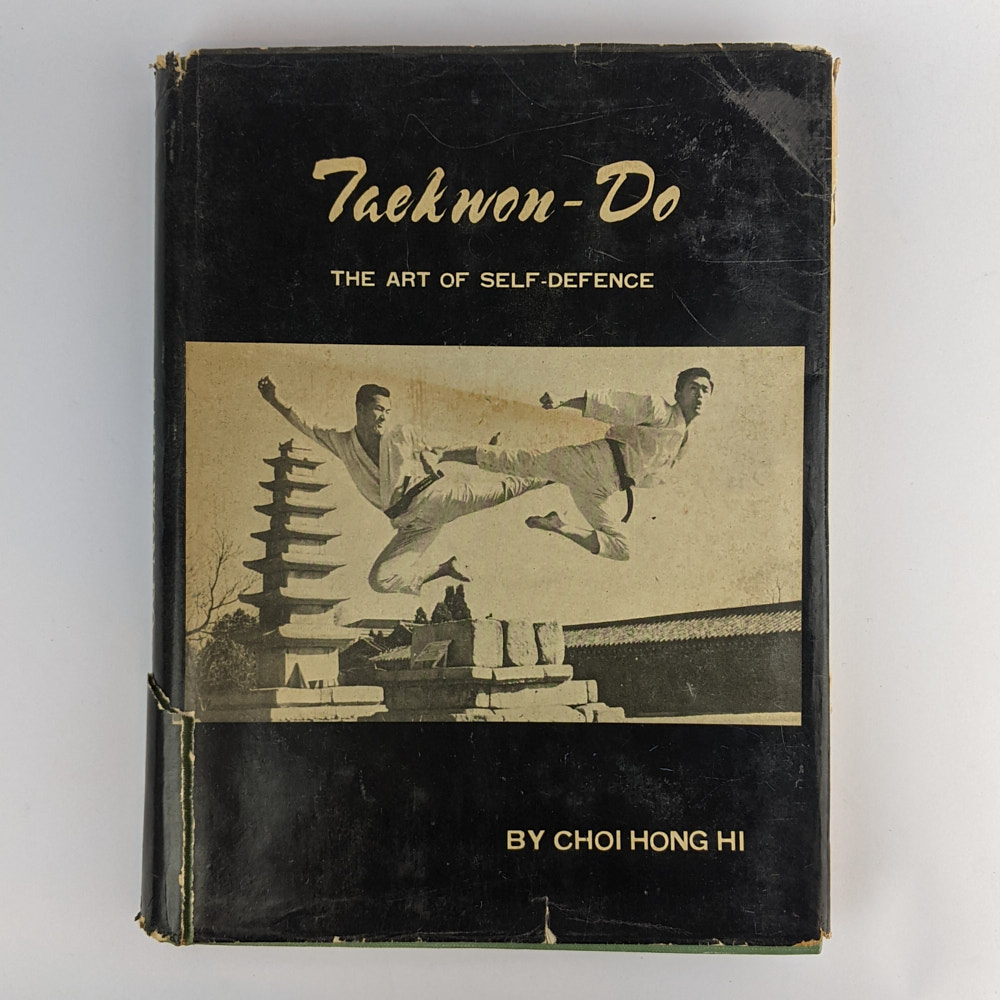 Taekwon-Do
THE ART OF SELF-DEFENCE
BY CHOI HONG HI